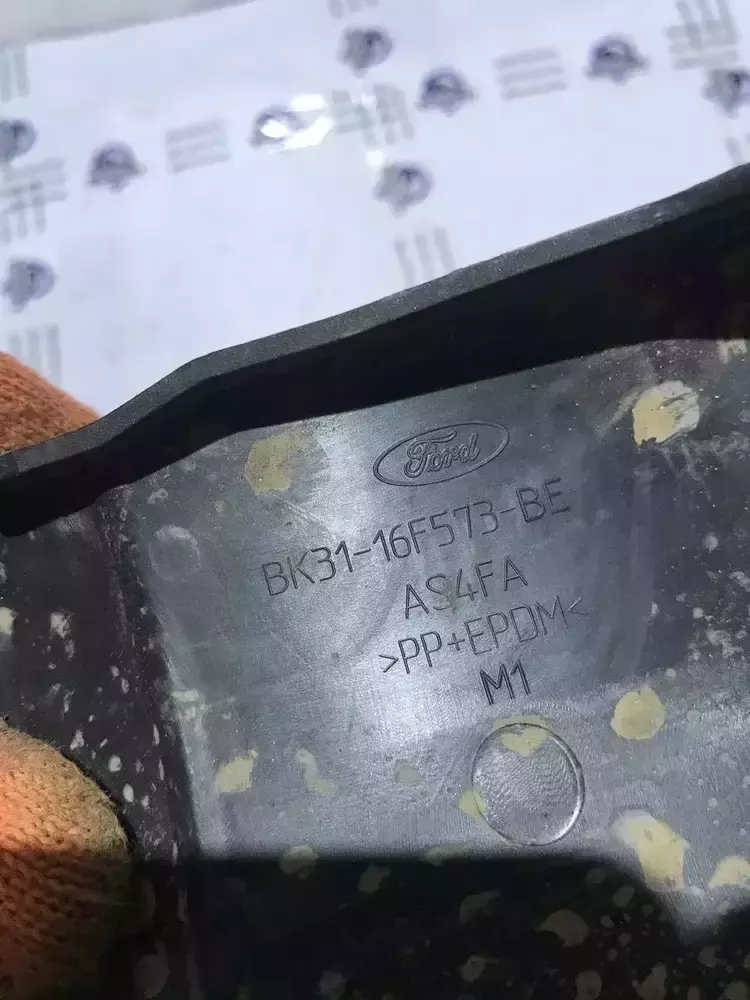 Ford
BK31-16F573-BE
AS4FA
>PP+EPDM<
M1